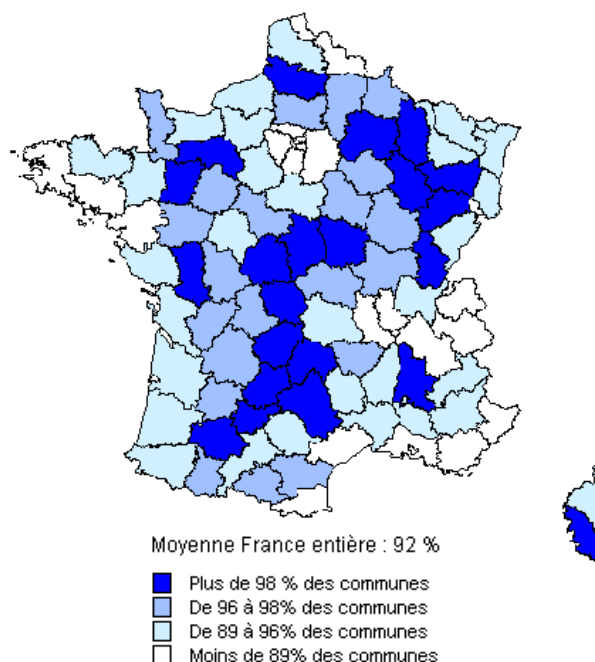 Moyenne France entière : 92 %
Plus de 98 % des communes
De 96 à 98% des communes
De 89 à 96% des communes
Moins de 89% des communes